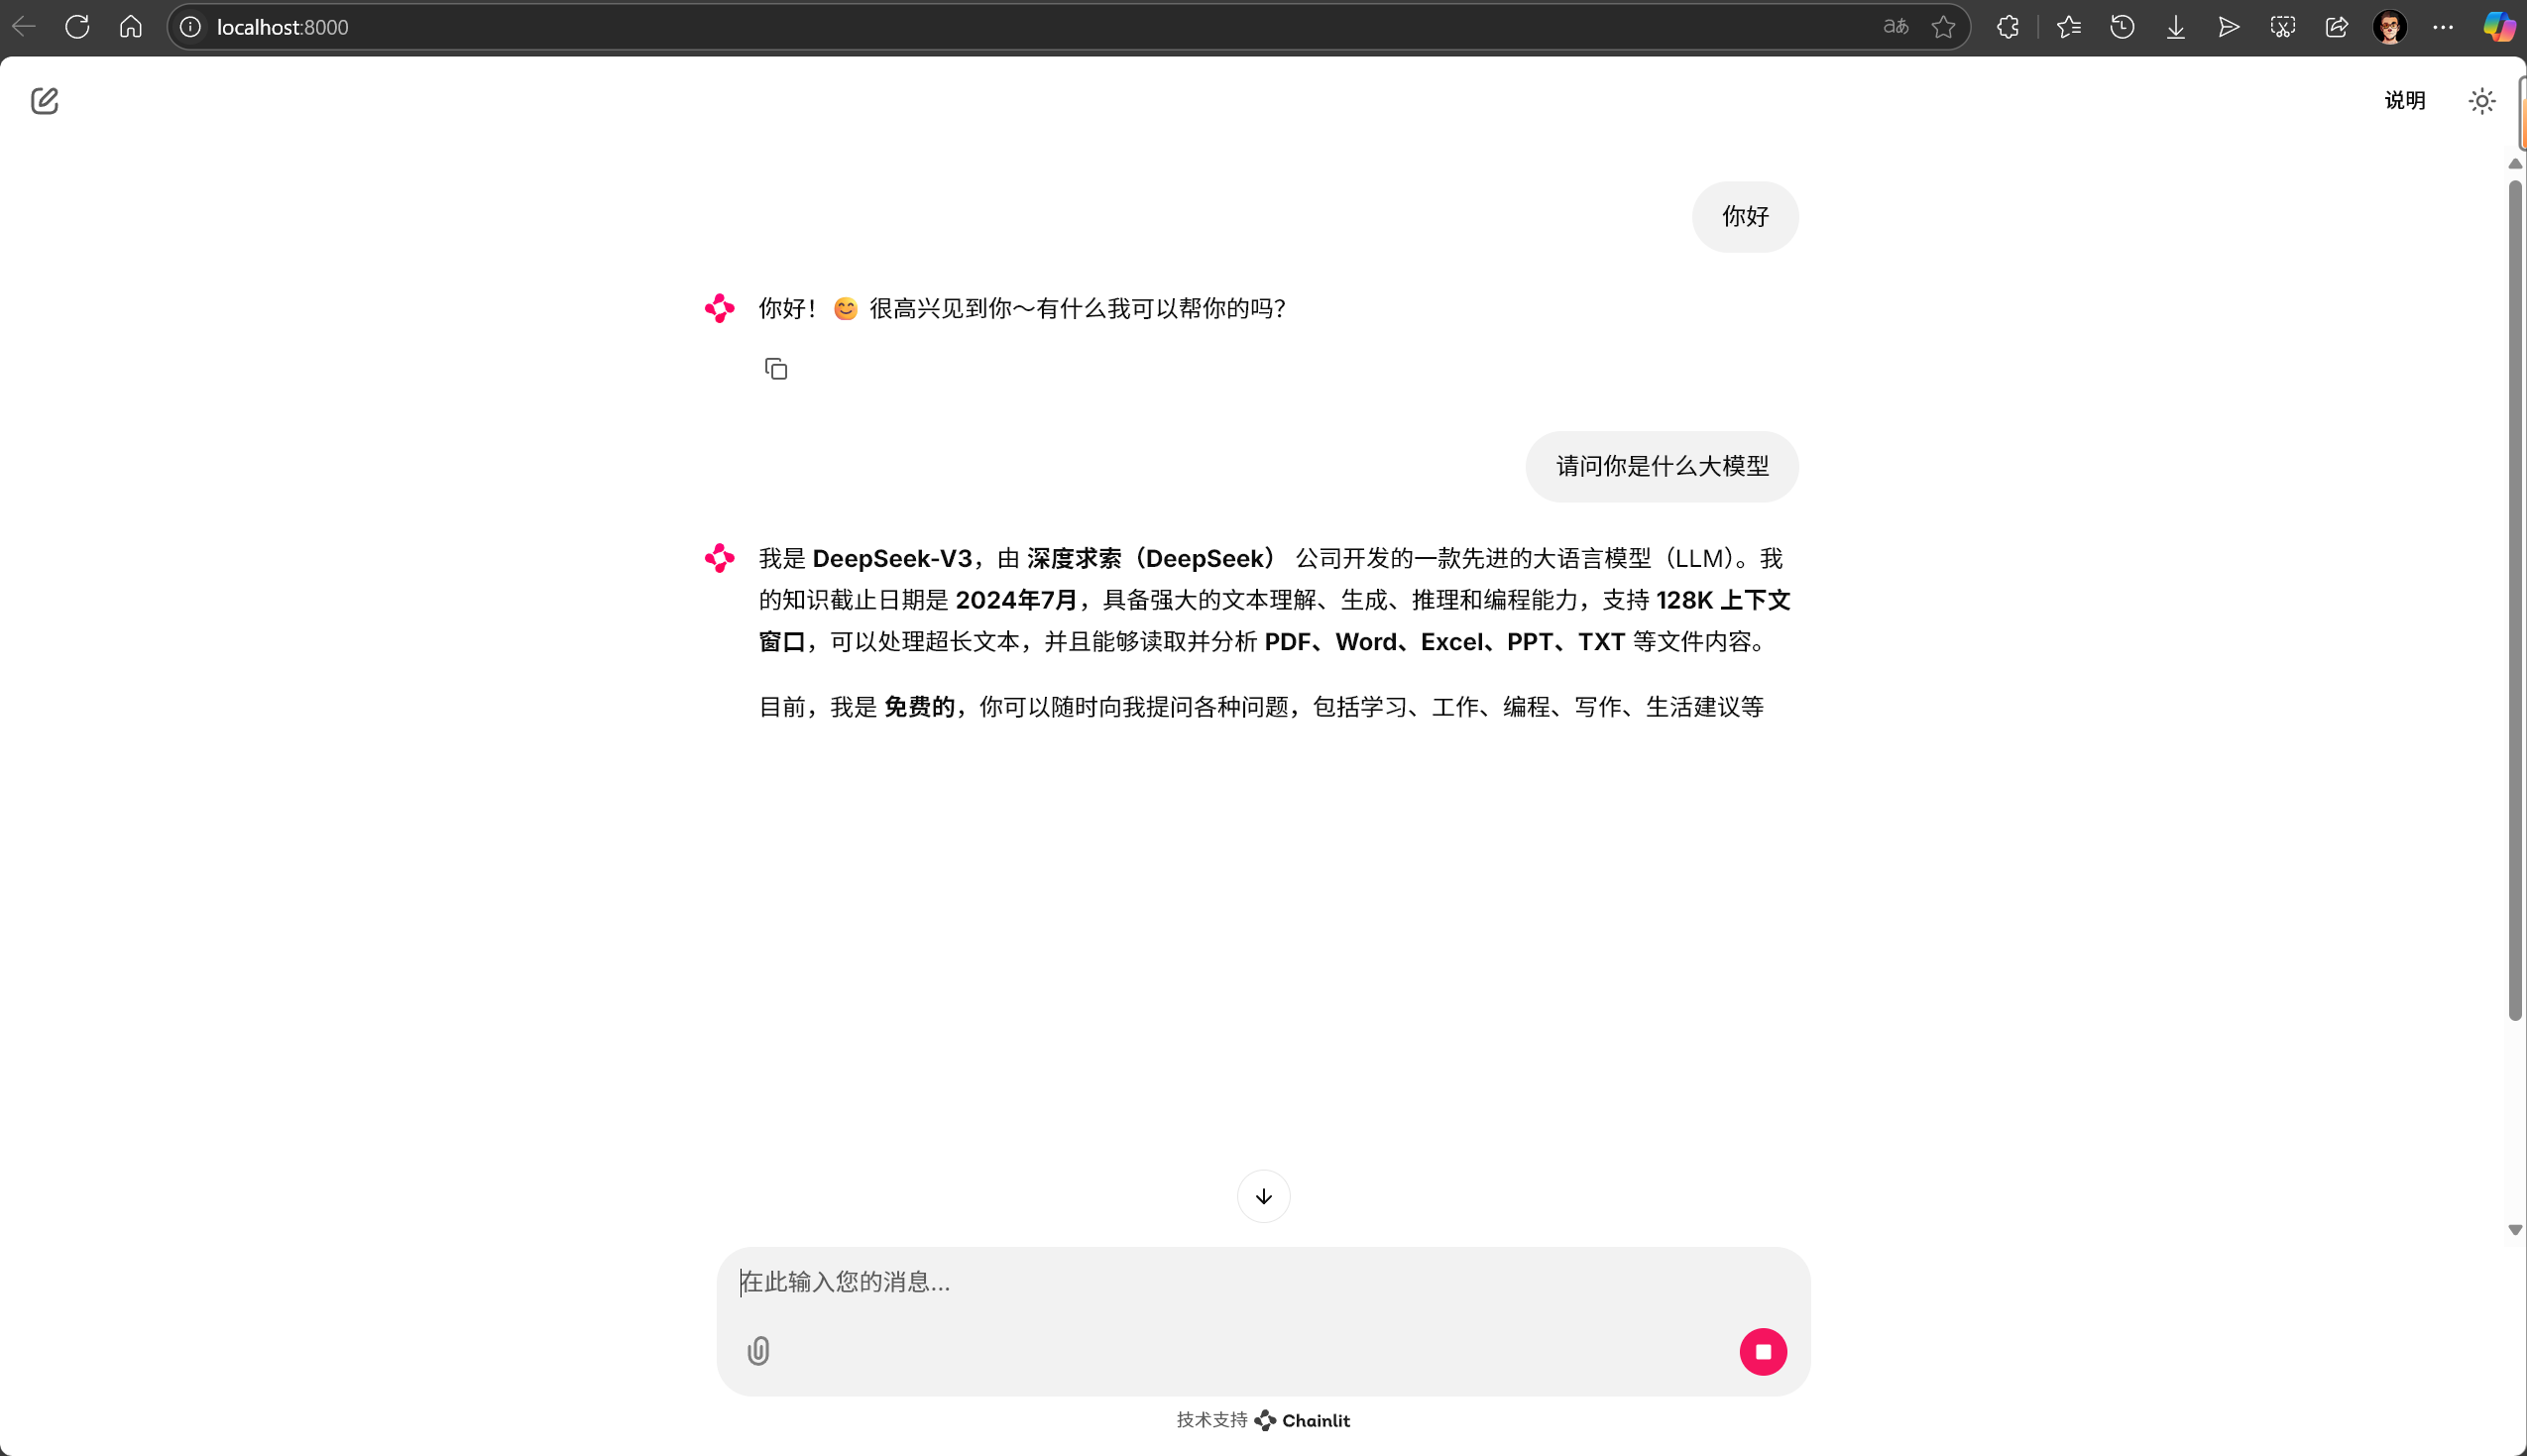 localhost:8000
aあ
说明
你好
你好！ 😊 很高兴见到你～有什么我可以帮你的吗？
请问你是什么大模型
我是 DeepSeek-V3，由 深度求索（DeepSeek） 公司开发的一款先进的大语言模型（LLM）。我
的知识截止日期是 2024年7月，具备强大的文本理解、生成、推理和编程能力，支持 128K 上下文
窗口，可以处理超长文本，并且能够读取并分析 PDF、Word、Excel、PPT、TXT 等文件内容。
目前，我是 免费的，你可以随时向我提问各种问题，包括学习、工作、编程、写作、生活建议等
在此输入您的消息...
技术支持 Chainlit